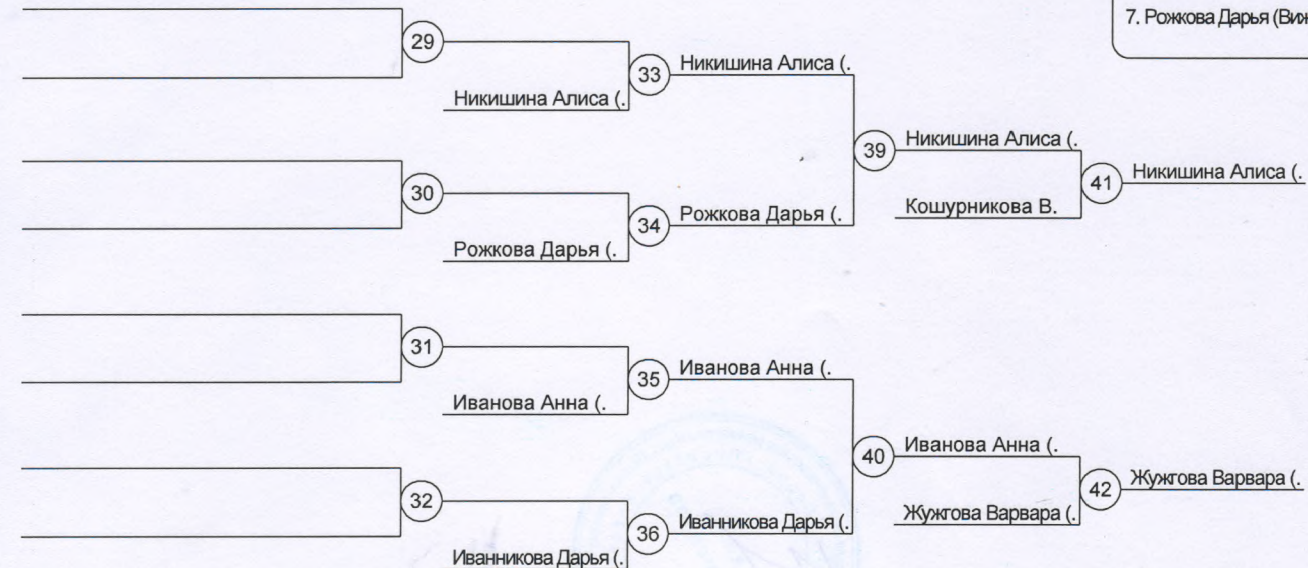 7. Рожкова Дарья (Виж
29
33
Никишина Алиса (.
Никишина Алиса (.
39
Никишина Алиса (.
41
Никишина Алиса (.
Кошурникова В.
30
34
Рожкова Дарья (.
Рожкова Дарья (.
31
35
Иванова Анна (.
Иванова Анна (.
40
Иванова Анна (.
42
Жужгова Варвара (.
Жужгова Варвара (.
32
36
Иванникова Дарья (.
Иванникова Дарья (.